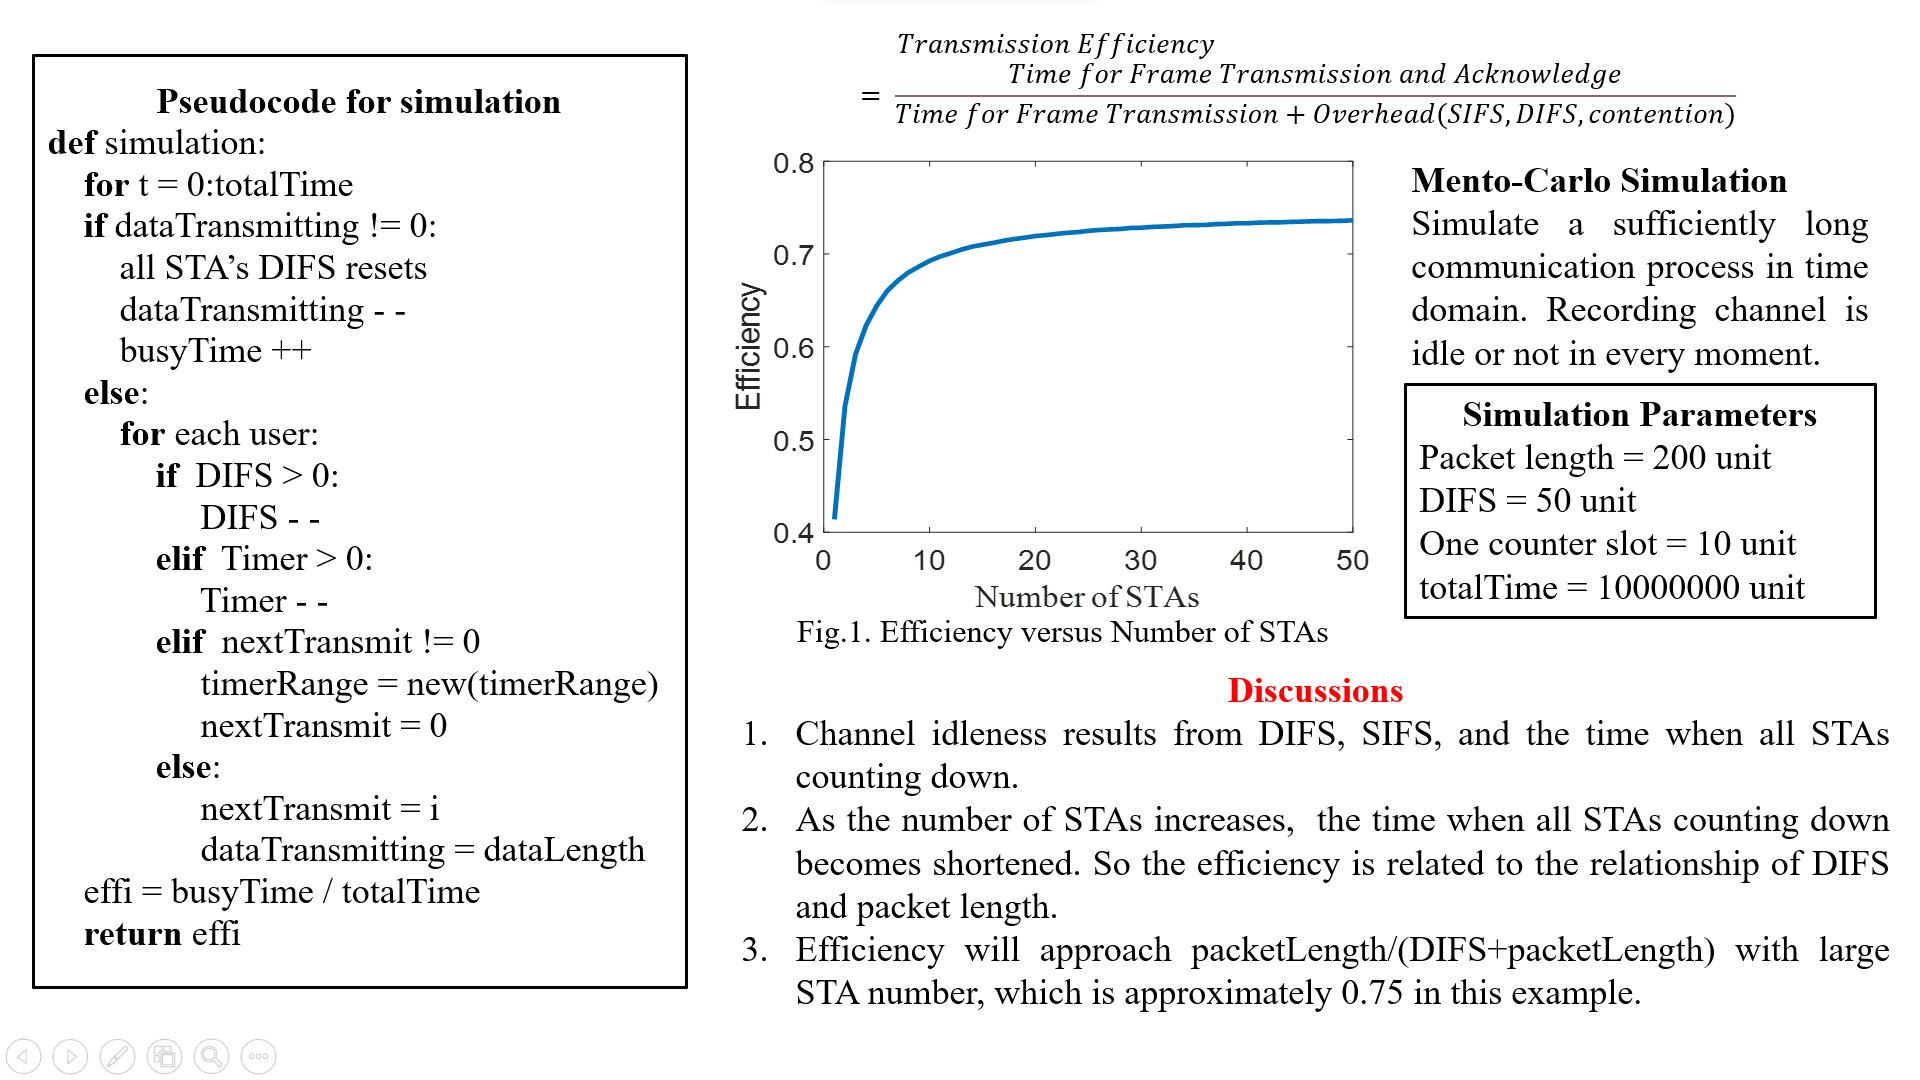 Pseudocode for simulation
def simulation:
for t = 0:totalTime
if dataTransmitting != 0:
all STA’s DIFS resets
dataTransmitting - -
busyTime ++
else:
for each user:
if DIFS > 0:
DIFS - -
elif Timer > 0:
Timer - -
elif nextTransmit != 0
timerRange = new(timerRange)
nextTransmit = 0
else:
nextTransmit = i
dataTransmitting = dataLength
effi = busyTime / totalTime
return effi
Transmission Efficiency
= Time for Frame Transmission and Acknowledge
Time for Frame Transmission + Overhead(SIFS, DIFS, contention)
0.8
0.7
0.6
0.5
0.4
Efficiency
0 10 20 30 40 50
Number of STAs
Fig.1. Efficiency versus Number of STAs
Mento-Carlo Simulation
Simulate a sufficiently long
communication process in time
domain. Recording channel is
idle or not in every moment.
Simulation Parameters
Packet length = 200 unit
DIFS = 50 unit
One counter slot = 10 unit
totalTime = 10000000 unit
Discussions
1. Channel idleness results from DIFS, SIFS, and the time when all STAs
counting down.
2. As the number of STAs increases, the time when all STAs counting down
becomes shortened. So the efficiency is related to the relationship of DIFS
and packet length.
3. Efficiency will approach packetLength/(DIFS+packetLength) with large
STA number, which is approximately 0.75 in this example.